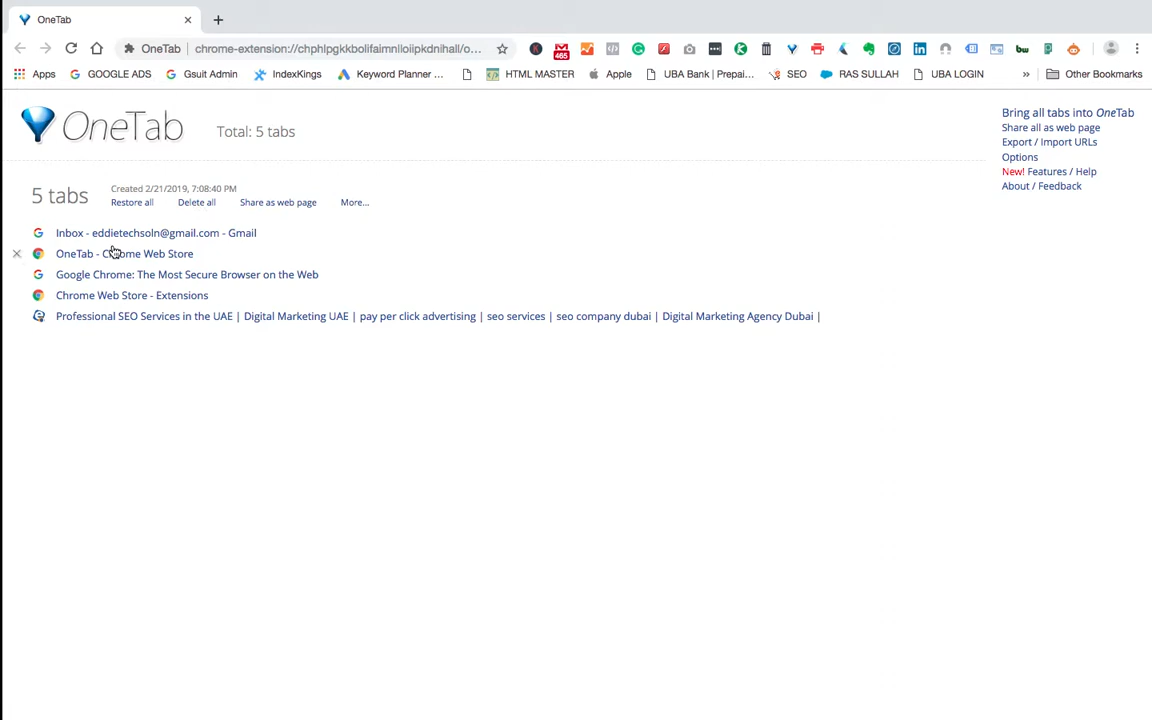 OneTab
OneTab | chrome-extension://chphlpgkkbolifaimnlloiipkdnihall/o...
465
bw
Apps GOOGLE ADS Gsuit Admin IndexKings Keyword Planner ... HTML MASTER Apple UBA Bank | Prepai... SEO RAS SULLAH UBA LOGIN » Other Bookmarks
OneTab Total: 5 tabs
Bring all tabs into OneTab
Share all as web page
Export / Import URLs
Options
New! Features / Help
About / Feedback
5 tabs
Created 2/21/2019, 7:08:40 PM
Restore all Delete all Share as web page More...
Inbox - eddietechsoln@gmail.com - Gmail
OneTab - Chrome Web Store
Google Chrome: The Most Secure Browser on the Web
Chrome Web Store - Extensions
Professional SEO Services in the UAE | Digital Marketing UAE | pay per click advertising | seo services | seo company dubai | Digital Marketing Agency Dubai |